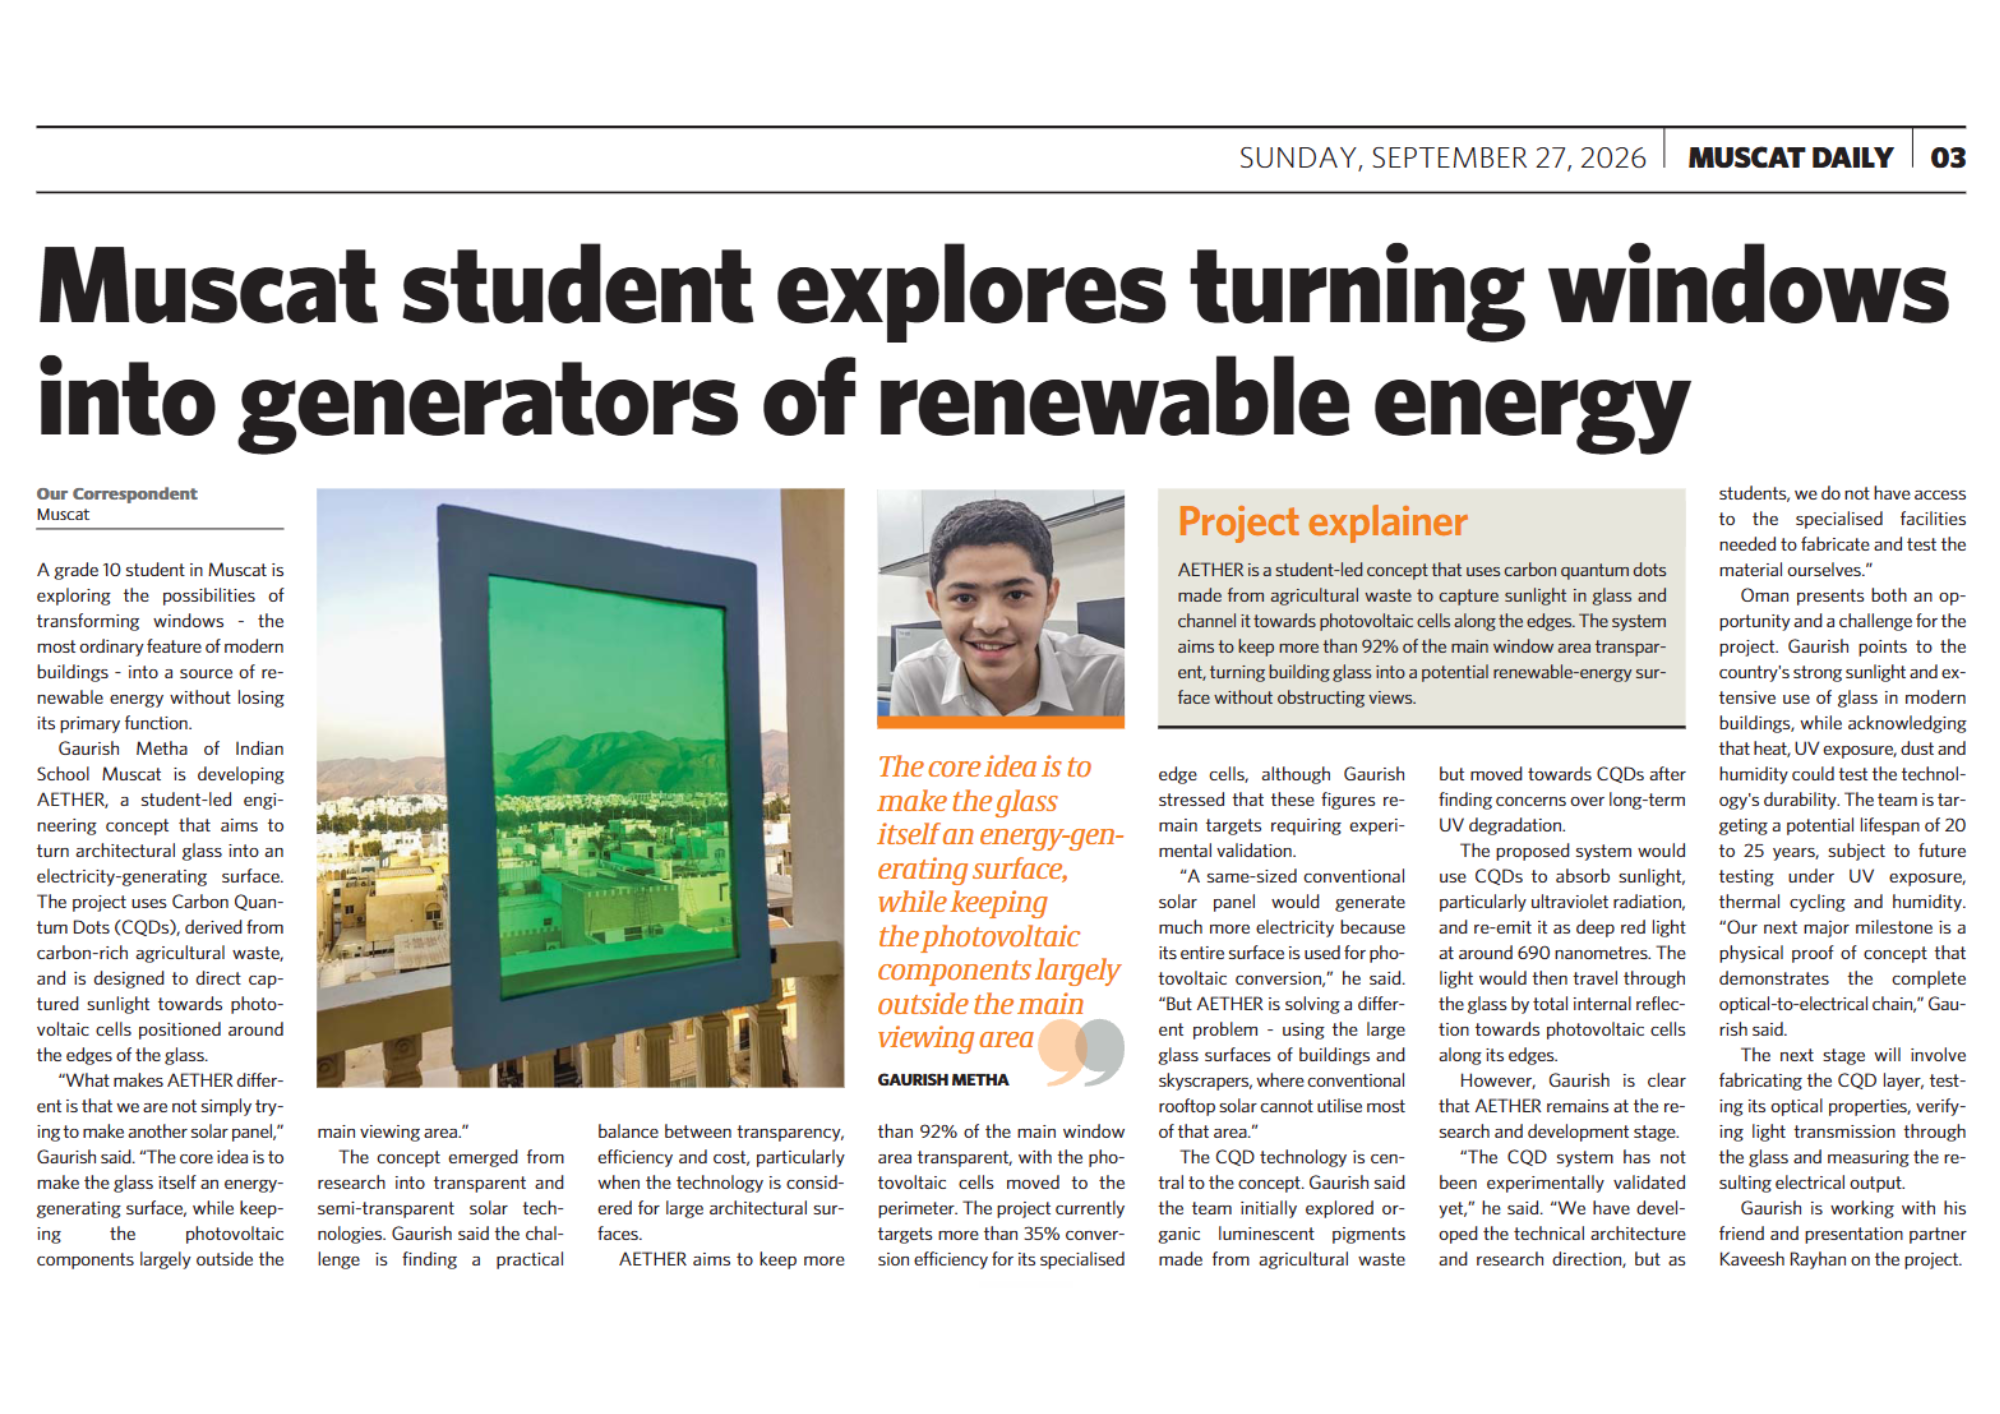 SUNDAY, SEPTEMBER 27, 2026 MUSCAT DAILY 03
Muscat student explores turning windows
into generators of renewable energy
Our Correspondent
Muscat
A grade 10 student in Muscat is
exploring the possibilities of
transforming windows - the
most ordinary feature of modern
buildings - into a source of re-
newable energy without losing
its primary function.
Gaurish Metha of Indian
School Muscat is developing
AETHER, a student-led engi-
neering concept that aims to
turn architectural glass into an
electricity-generating surface.
The project uses Carbon Quan-
tum Dots (CQDs), derived from
carbon-rich agricultural waste,
and is designed to direct cap-
tured sunlight towards photo-
voltaic cells positioned around
the edges of the glass.
“What makes AETHER differ-
ent is that we are not simply try-
ing to make another solar panel,”
Gaurish said. “The core idea is to
make the glass itself an energy-
generating surface, while keep-
ing the photovoltaic
components largely outside the
main viewing area.”
The concept emerged from
research into transparent and
semi-transparent solar tech-
nologies. Gaurish said the chal-
lenge is finding a practical
balance between transparency,
efficiency and cost, particularly
when the technology is consid-
ered for large architectural sur-
faces.
AETHER aims to keep more
The core idea is to
make the glass
itself an energy-gen-
erating surface,
while keeping
the photovoltaic
components largely
outside the main
viewing area
GAURISH METHA
than 92% of the main window
area transparent, with the pho-
tovoltaic cells moved to the
perimeter. The project currently
targets more than 35% conver-
sion efficiency for its specialised
Project explainer
AETHER is a student-led concept that uses carbon quantum dots
made from agricultural waste to capture sunlight in glass and
channel it towards photovoltaic cells along the edges. The system
aims to keep more than 92% of the main window area transpar-
ent, turning building glass into a potential renewable-energy sur-
face without obstructing views.
edge cells, although Gaurish
stressed that these figures re-
main targets requiring experi-
mental validation.
“A same-sized conventional
solar panel would generate
much more electricity because
its entire surface is used for pho-
tovoltaic conversion,” he said.
“But AETHER is solving a differ-
ent problem - using the large
glass surfaces of buildings and
skyscrapers, where conventional
rooftop solar cannot utilise most
of that area.”
The CQD technology is cen-
tral to the concept. Gaurish said
the team initially explored or-
ganic luminescent pigments
made from agricultural waste
but moved towards CQDs after
finding concerns over long-term
UV degradation.
The proposed system would
use CQDs to absorb sunlight,
particularly ultraviolet radiation,
and re-emit it as deep red light
at around 690 nanometres. The
light would then travel through
the glass by total internal reflec-
tion towards photovoltaic cells
along its edges.
However, Gaurish is clear
that AETHER remains at the re-
search and development stage.
“The CQD system has not
been experimentally validated
yet,” he said. “We have devel-
oped the technical architecture
and research direction, but as
students, we do not have access
to the specialised facilities
needed to fabricate and test the
material ourselves.”
Oman presents both an op-
portunity and a challenge for the
project. Gaurish points to the
country's strong sunlight and ex-
tensive use of glass in modern
buildings, while acknowledging
that heat, UV exposure, dust and
humidity could test the technol-
ogy's durability. The team is tar-
geting a potential lifespan of 20
to 25 years, subject to future
testing under UV exposure,
thermal cycling and humidity.
“Our next major milestone is a
physical proof of concept that
demonstrates the complete
optical-to-electrical chain,” Gau-
rish said.
The next stage will involve
fabricating the CQD layer, test-
ing its optical properties, verify-
ing light transmission through
the glass and measuring the re-
sulting electrical output.
Gaurish is working with his
friend and presentation partner
Kaveesh Rayhan on the project.